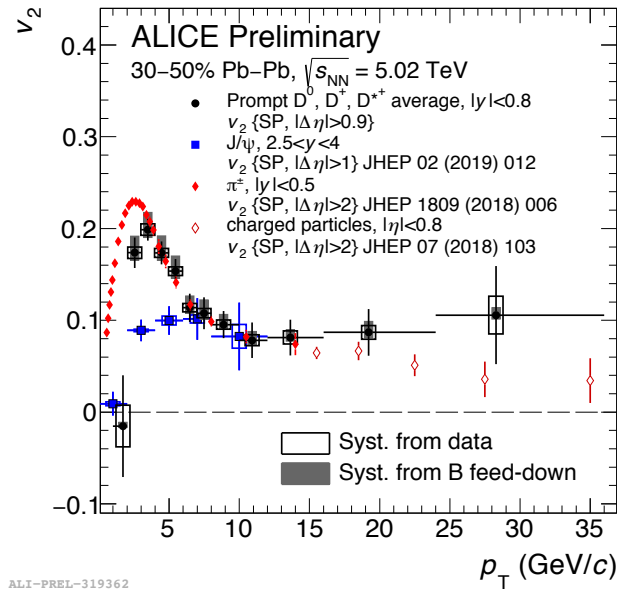 v₂
0.4
0.3
0.2
0.1
0
−0.1
ALICE Preliminary
30−50% Pb−Pb, √s_NN = 5.02 TeV
Prompt D⁰, D⁺, D*⁺ average, |y|<0.8
v₂ {SP, |Δη|>0.9}
J/ψ, 2.5<y<4
v₂ {SP, |Δη|>1} JHEP 02 (2019) 012
π±, |y|<0.5
v₂ {SP, |Δη|>2} JHEP 1809 (2018) 006
charged particles, |η|<0.8
v₂ {SP, |Δη|>2} JHEP 07 (2018) 103
Syst. from data
Syst. from B feed-down
5 10 15 20 25 30 35
p_T (GeV/c)
ALI−PREL−319362